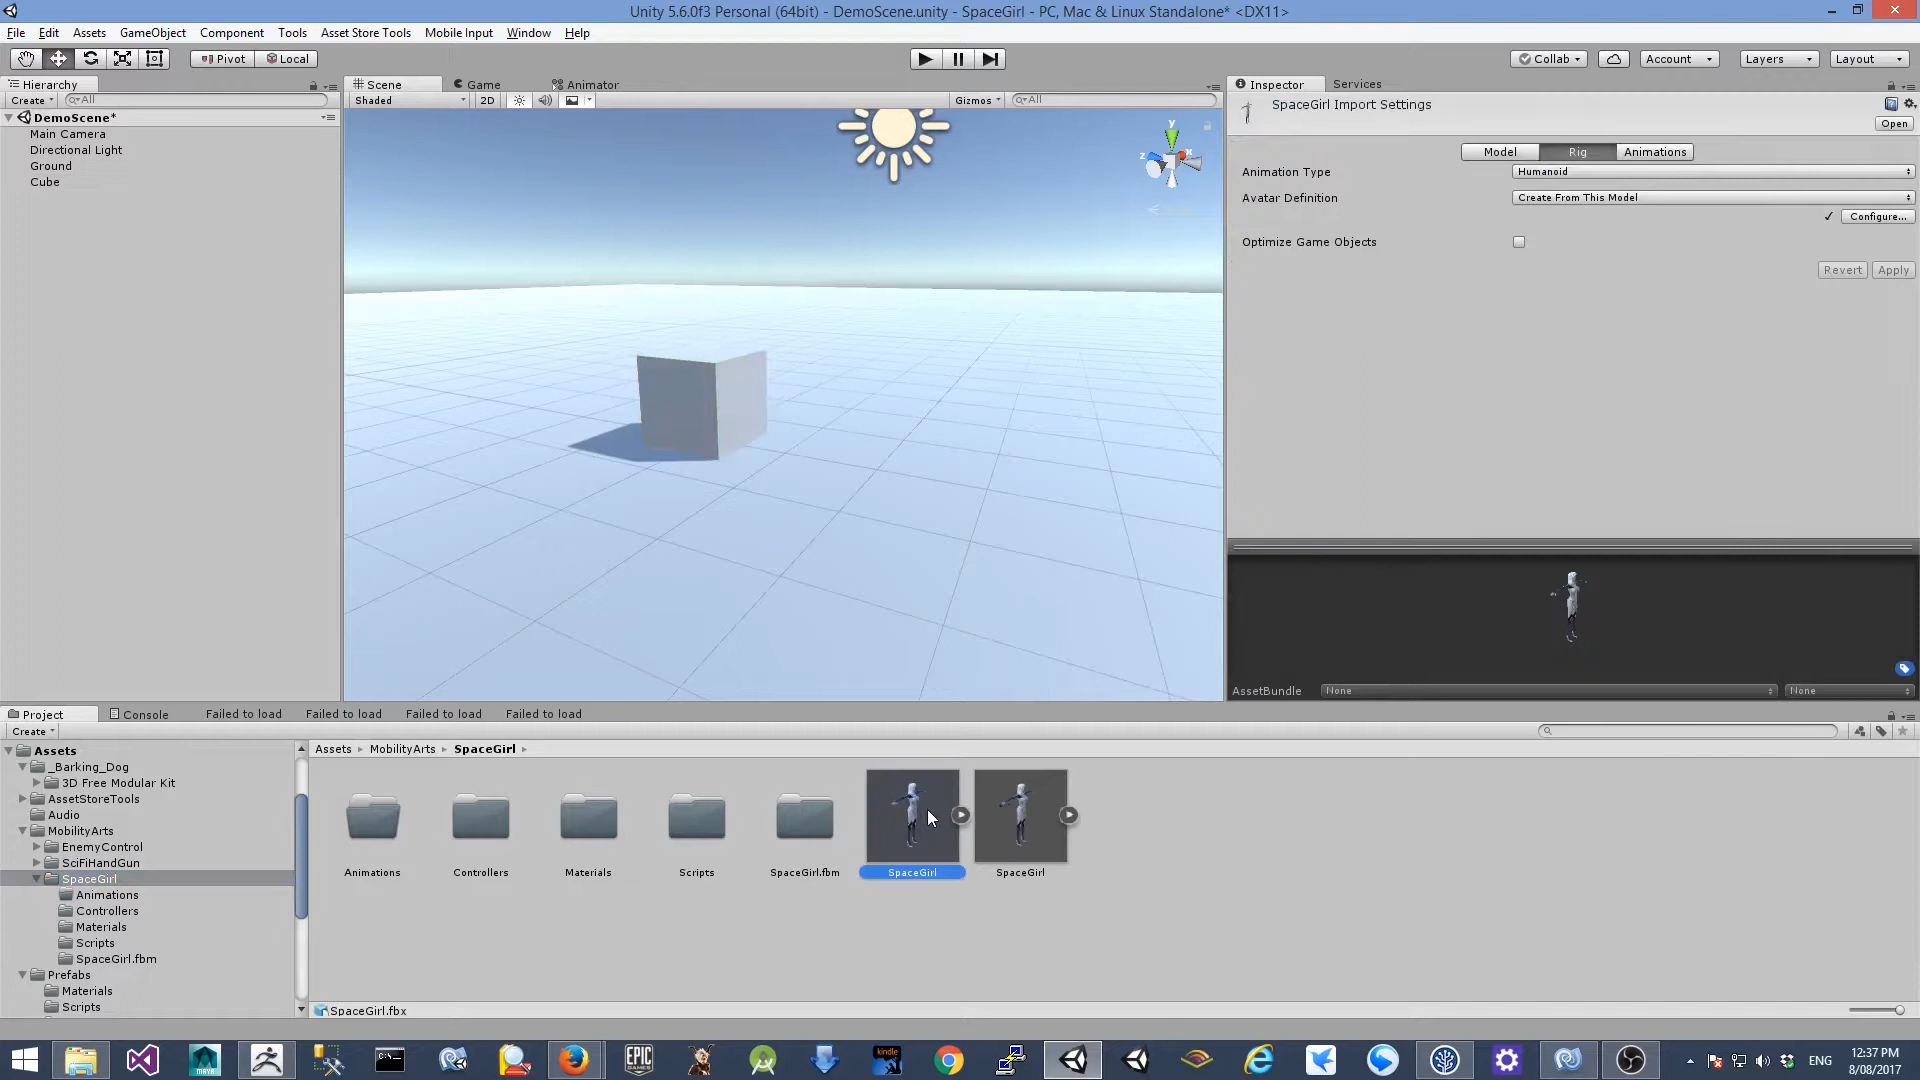 Unity 5.6.0f3 Personal (64bit) - DemoScene.unity - SpaceGirl - PC, Mac & Linux Standalone* <DX11>
File Edit Assets GameObject Component Tools Asset Store Tools Mobile Input Window Help
Pivot Local Collab Account Layers Layout
Hierarchy Scene Game Animator Inspector Services
Create All Shaded 2D Gizmos All
SpaceGirl Import Settings
DemoScene*
Open
Main Camera
Directional Light
Ground
Cube
y
z x
Model Rig Animations
Animation Type Humanoid
Avatar Definition Create From This Model
Configure...
Optimize Game Objects
Revert Apply
AssetBundle None None
Project Console Failed to load Failed to load Failed to load Failed to load
Create
Assets MobilityArts SpaceGirl
Assets
_Barking_Dog
3D Free Modular Kit
AssetStoreTools
Audio
MobilityArts
EnemyControl
SciFiHandGun
SpaceGirl
Animations
Controllers
Materials
Scripts
SpaceGirl.fbm
Prefabs
Materials
Scripts
Animations Controllers Materials Scripts SpaceGirl.fbm SpaceGirl SpaceGirl
SpaceGirl.fbx
MAYA
EPIC GAMES
kindle
ENG
12:37 PM
8/08/2017